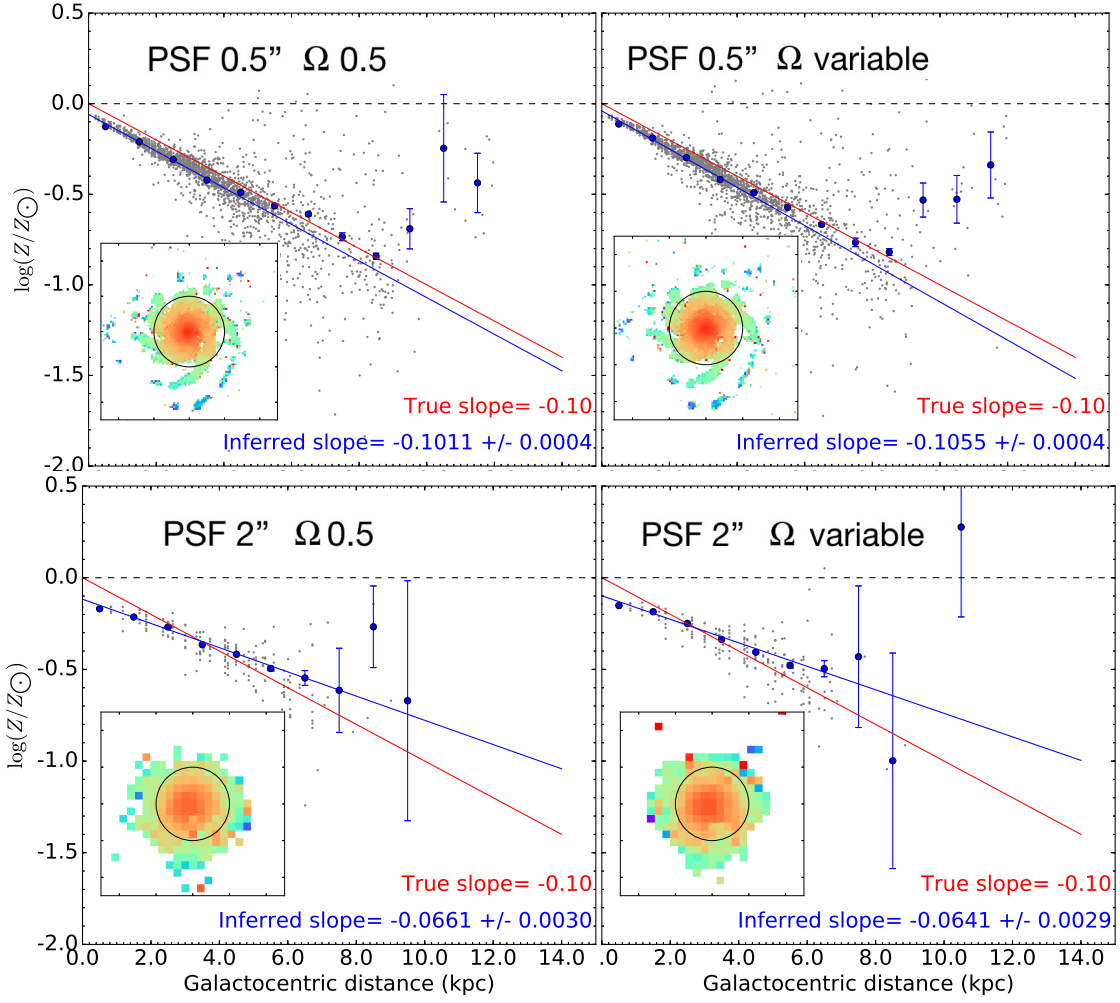 0.5
PSF 0.5” Ω 0.5
PSF 0.5” Ω variable
0.0
-0.5
log(Z/Z⨀)
-1.0
-1.5
True slope= -0.10
True slope= -0.10
Inferred slope= -0.1011 +/- 0.0004
Inferred slope= -0.1055 +/- 0.0004
-2.0
0.5
PSF 2” Ω 0.5
PSF 2” Ω variable
0.0
-0.5
log(Z/Z⨀)
-1.0
-1.5
True slope= -0.10
True slope= -0.10
Inferred slope= -0.0661 +/- 0.0030
Inferred slope= -0.0641 +/- 0.0029
-2.0
0.0 2.0 4.0 6.0 8.0 10.0 12.0 14.0
2.0 4.0 6.0 8.0 10.0 12.0 14.0
Galactocentric distance (kpc)
Galactocentric distance (kpc)